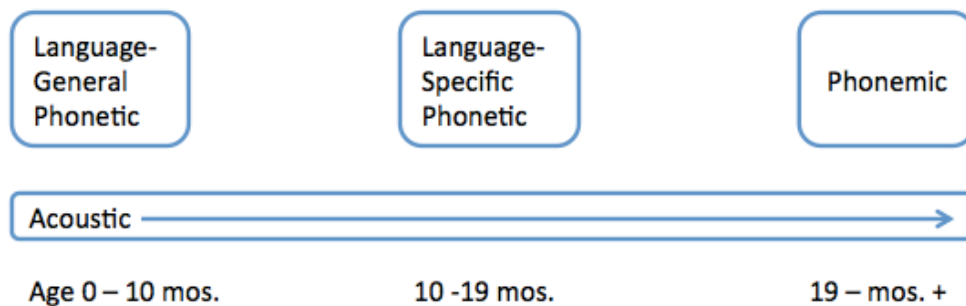 Language-
General
Phonetic
Language-
Specific
Phonetic
Phonemic
Acoustic
Age 0 – 10 mos.
10 -19 mos.
19 – mos. +